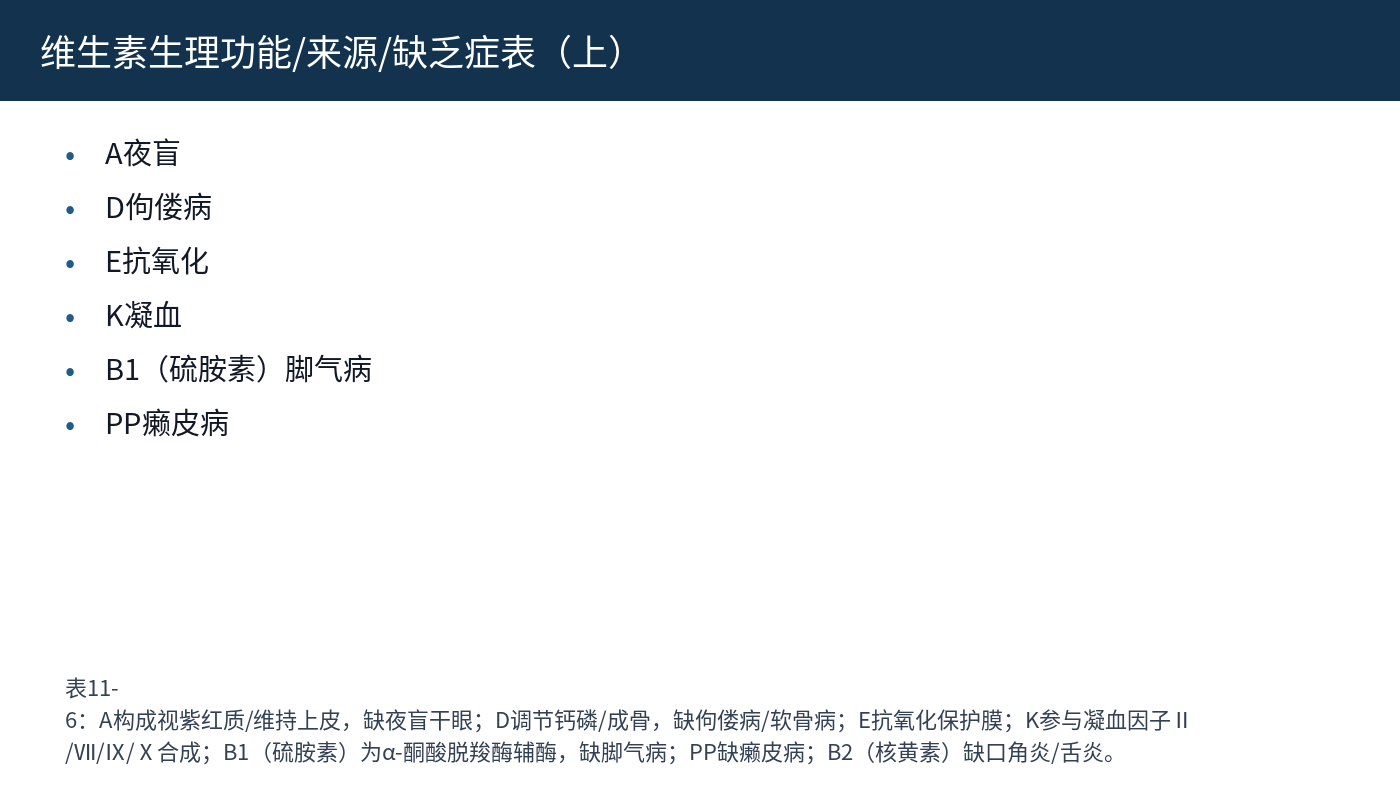 维生素生理功能/来源/缺乏症表（上）
• A夜盲
• D佝偻病
• E抗氧化
• K凝血
• B1（硫胺素）脚气病
• PP癞皮病
表11-
6：A构成视紫红质/维持上皮，缺夜盲干眼；D调节钙磷/成骨，缺佝偻病/软骨病；E抗氧化保护膜；K参与凝血因子Ⅱ
/Ⅶ/Ⅸ/Ⅹ合成；B1（硫胺素）为α-酮酸脱羧酶辅酶，缺脚气病；PP缺癞皮病；B2（核黄素）缺口角炎/舌炎。